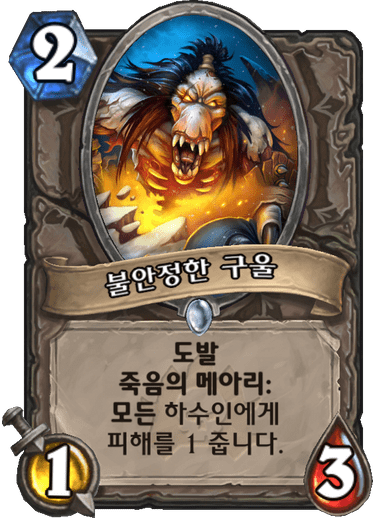 2
불안정한 구울
도발
죽음의 메아리:
모든 하수인에게
피해를 1 줍니다.
1
3